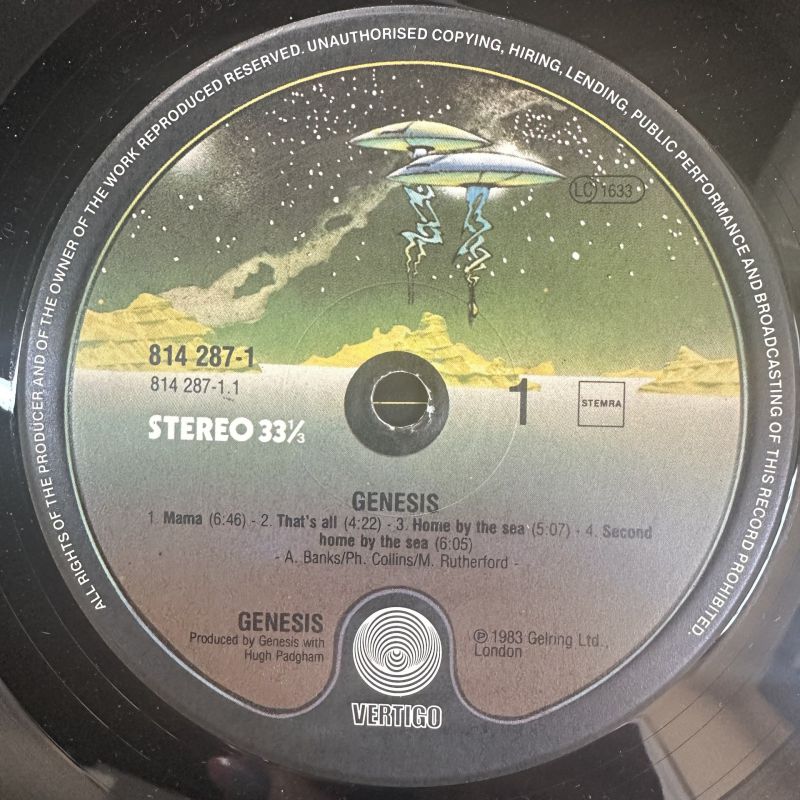 ALL RIGHTS OF THE PRODUCER AND OF THE OWNER OF THE WORK REPRODUCED RESERVED. UNAUTHORISED COPYING, HIRING, LENDING, PUBLIC PERFORMANCE AND BROADCASTING OF THIS RECORD PROHIBITED.
LC 1633
814 287-1
814 287-1.1
1
STEMRA
STEREO 33⅓
GENESIS
1. Mama (6:46) - 2. That's all (4:22) - 3. Home by the sea (5:07) - 4. Second
home by the sea (6:05)
- A. Banks/Ph. Collins/M. Rutherford -
GENESIS
Produced by Genesis with
Hugh Padgham
℗ 1983 Gelring Ltd.,
London
VERTIGO